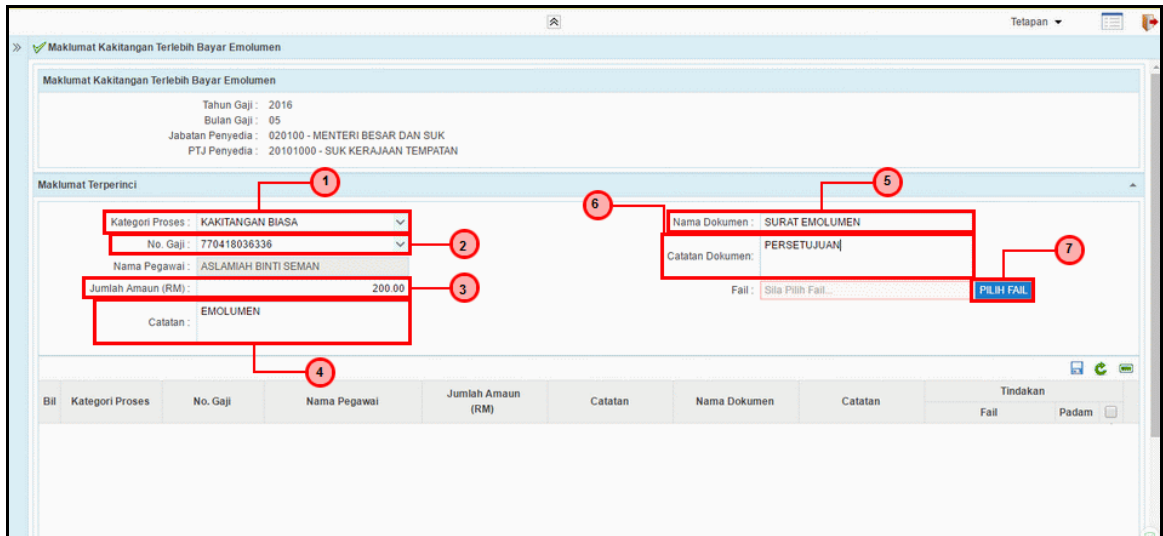 Tetapan
Maklumat Kakitangan Terlebih Bayar Emolumen
Maklumat Kakitangan Terlebih Bayar Emolumen
Tahun Gaji : 2016
Bulan Gaji : 05
Jabatan Penyedia : 020100 - MENTERI BESAR DAN SUK
PTJ Penyedia : 20101000 - SUK KERAJAAN TEMPATAN
Maklumat Terperinci
1
5
6
Kategori Proses : KAKITANGAN BIASA
Nama Dokumen : SURAT EMOLUMEN
No. Gaji : 770418036336
2
Catatan Dokumen: PERSETUJUAN
7
Nama Pegawai : ASLAMIAH BINTI SEMAN
Jumlah Amaun (RM) : 200.00
3
Fail : Sila Pilih Fail...
PILIH FAIL
Catatan : EMOLUMEN
4
Bil Kategori Proses No. Gaji Nama Pegawai Jumlah Amaun (RM) Catatan Nama Dokumen Catatan Tindakan
Fail Padam